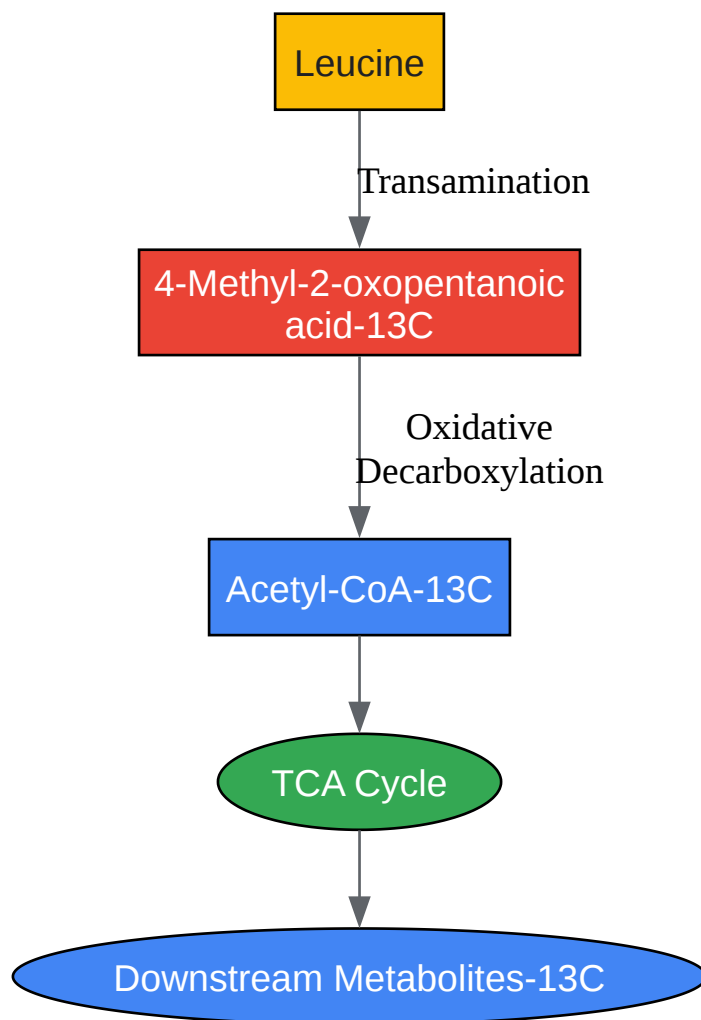 Leucine
Transamination
4-Methyl-2-oxopentanoic
acid-13C
Oxidative
Decarboxylation
Acetyl-CoA-13C
TCA Cycle
Downstream Metabolites-13C